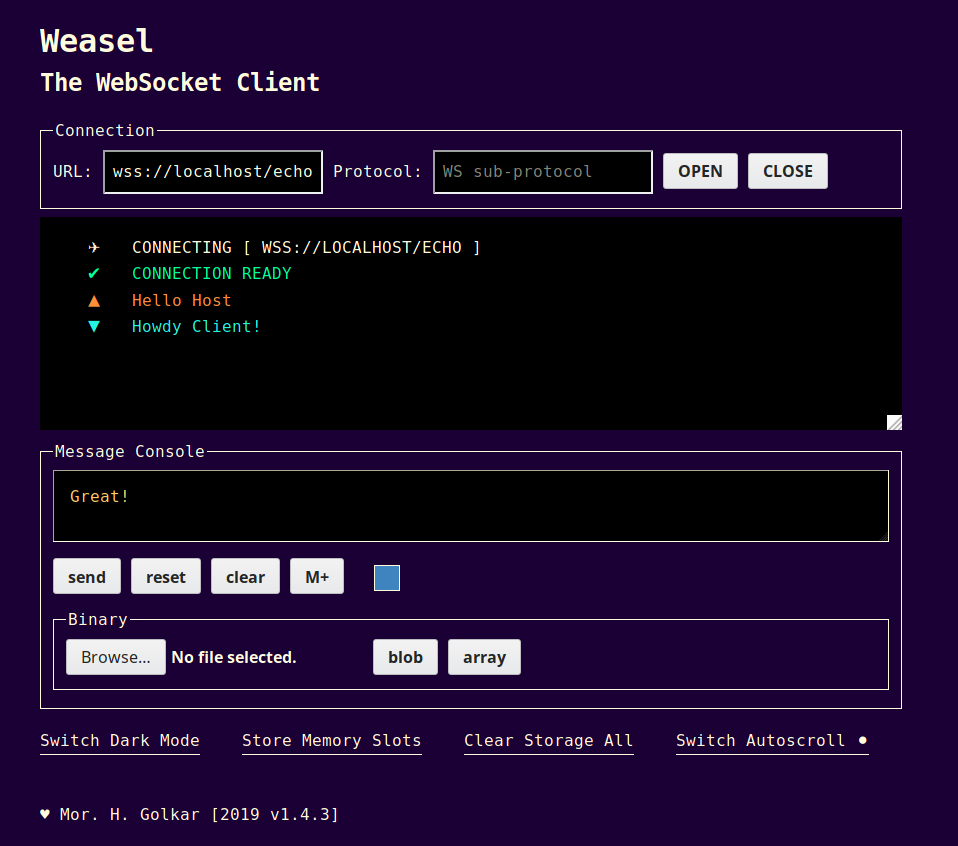 Weasel
The WebSocket Client
Connection
URL: wss://localhost/echo Protocol: WS sub-protocol OPEN CLOSE
✈ CONNECTING [ WSS://LOCALHOST/ECHO ]
✔ CONNECTION READY
▲ Hello Host
▼ Howdy Client!
Message Console
Great!
send reset clear M+
Binary
Browse... No file selected. blob array
Switch Dark Mode Store Memory Slots Clear Storage All Switch Autoscroll ●
♥ Mor. H. Golkar [2019 v1.4.3]